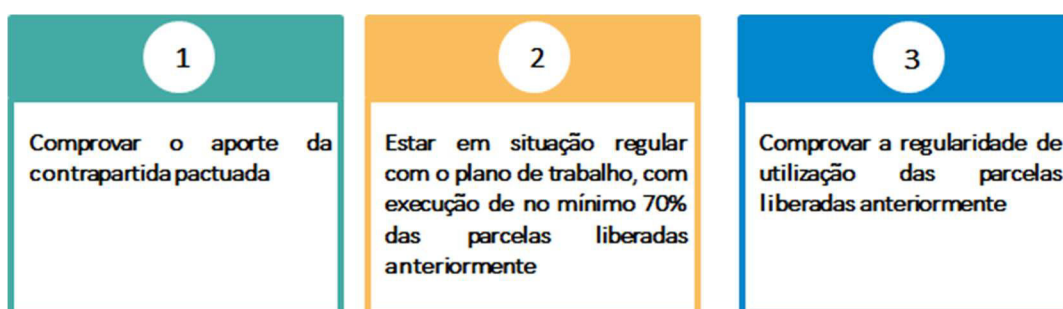 1
Comprovar o aporte da
contrapartida pactuada
2
Estar em situação regular
com o plano de trabalho, com
execução de no mínimo 70%
das parcelas liberadas
anteriormente
3
Comprovar a regularidade de
utilização das parcelas
liberadas anteriormente